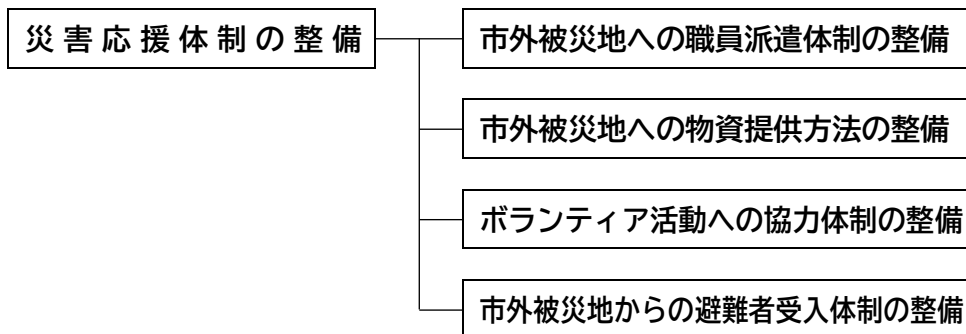 災害応援体制の整備
市外被災地への職員派遣体制の整備
市外被災地への物資提供方法の整備
ボランティア活動への協力体制の整備
市外被災地からの避難者受入体制の整備